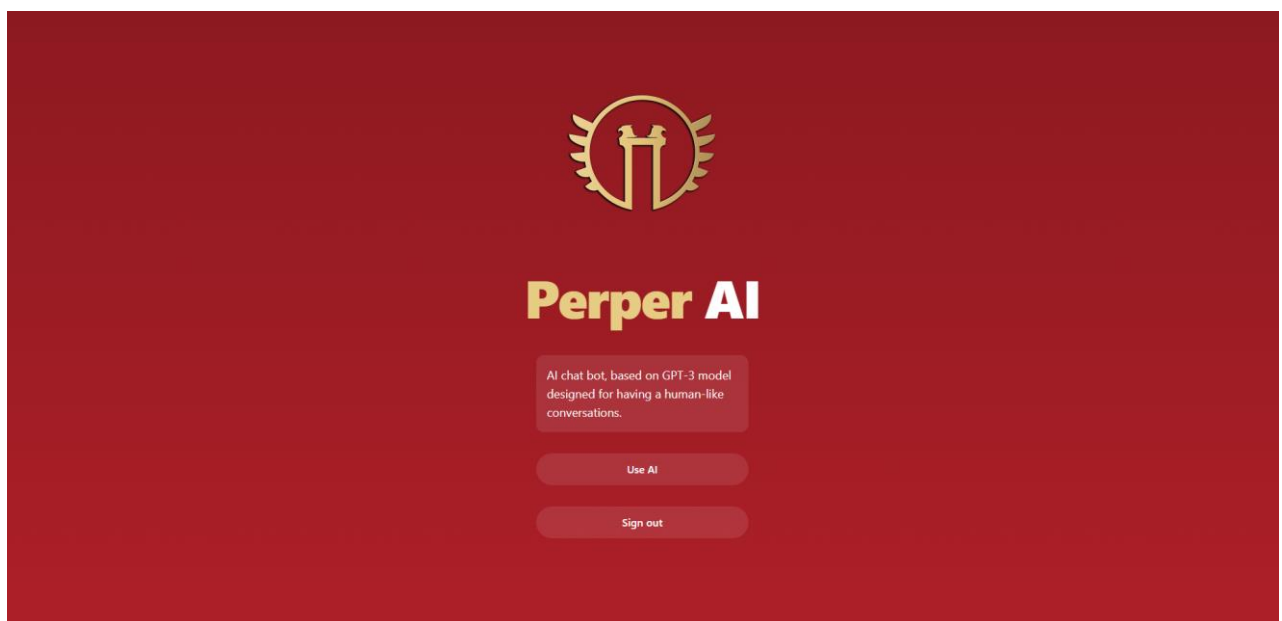 Perper AI
AI chat bot, based on GPT-3 model
designed for having a human-like
conversations.
Use AI
Sign out